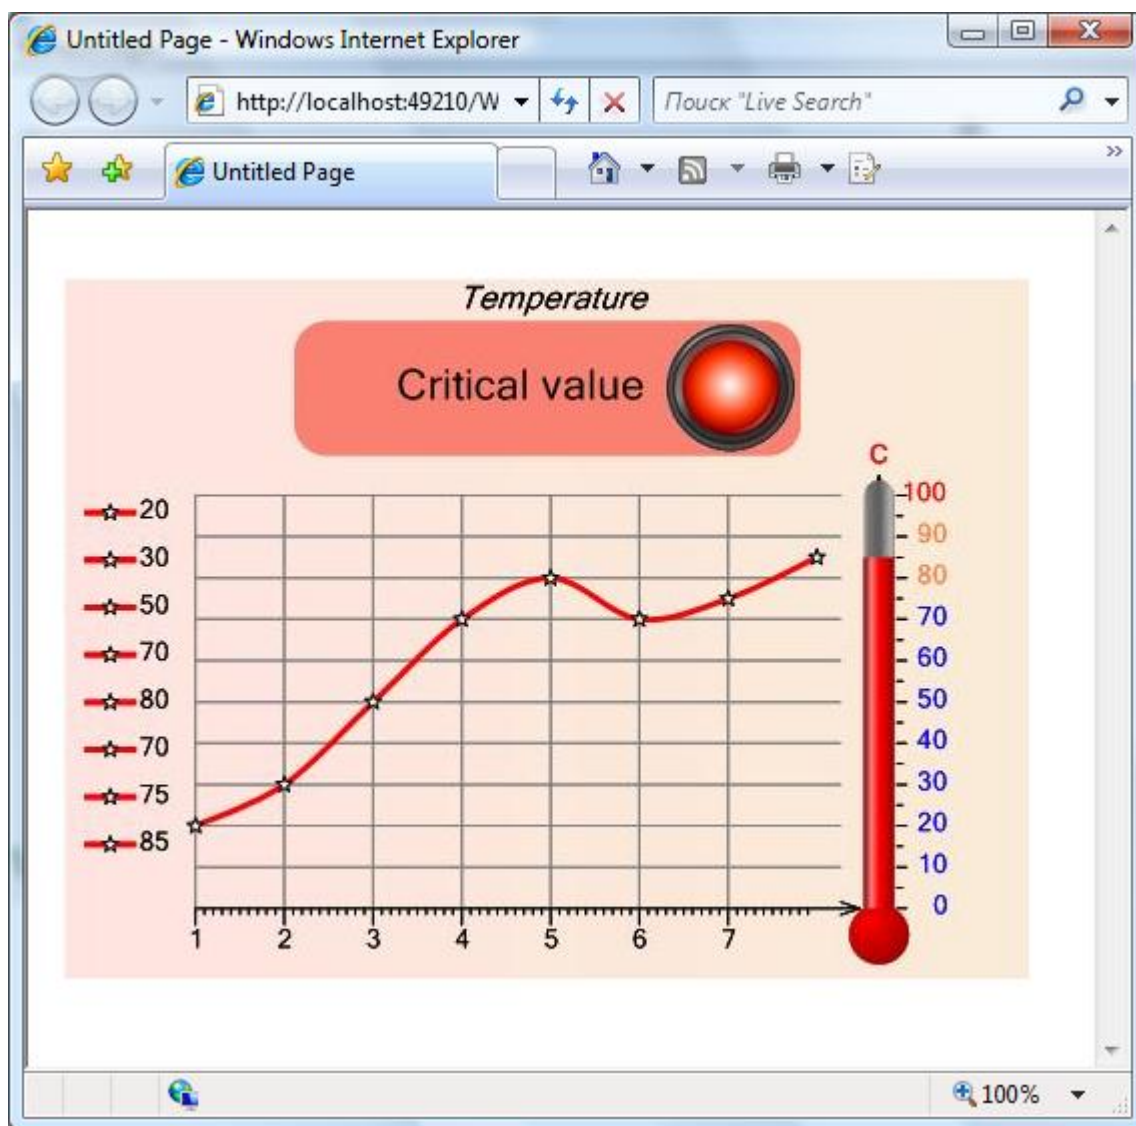 Untitled Page - Windows Internet Explorer
http://localhost:49210/W
Поиск "Live Search"
Untitled Page
Temperature
Critical value
C
20
30
50
70
80
70
75
85
100
90
80
70
60
50
40
30
20
10
0
1 2 3 4 5 6 7
100%